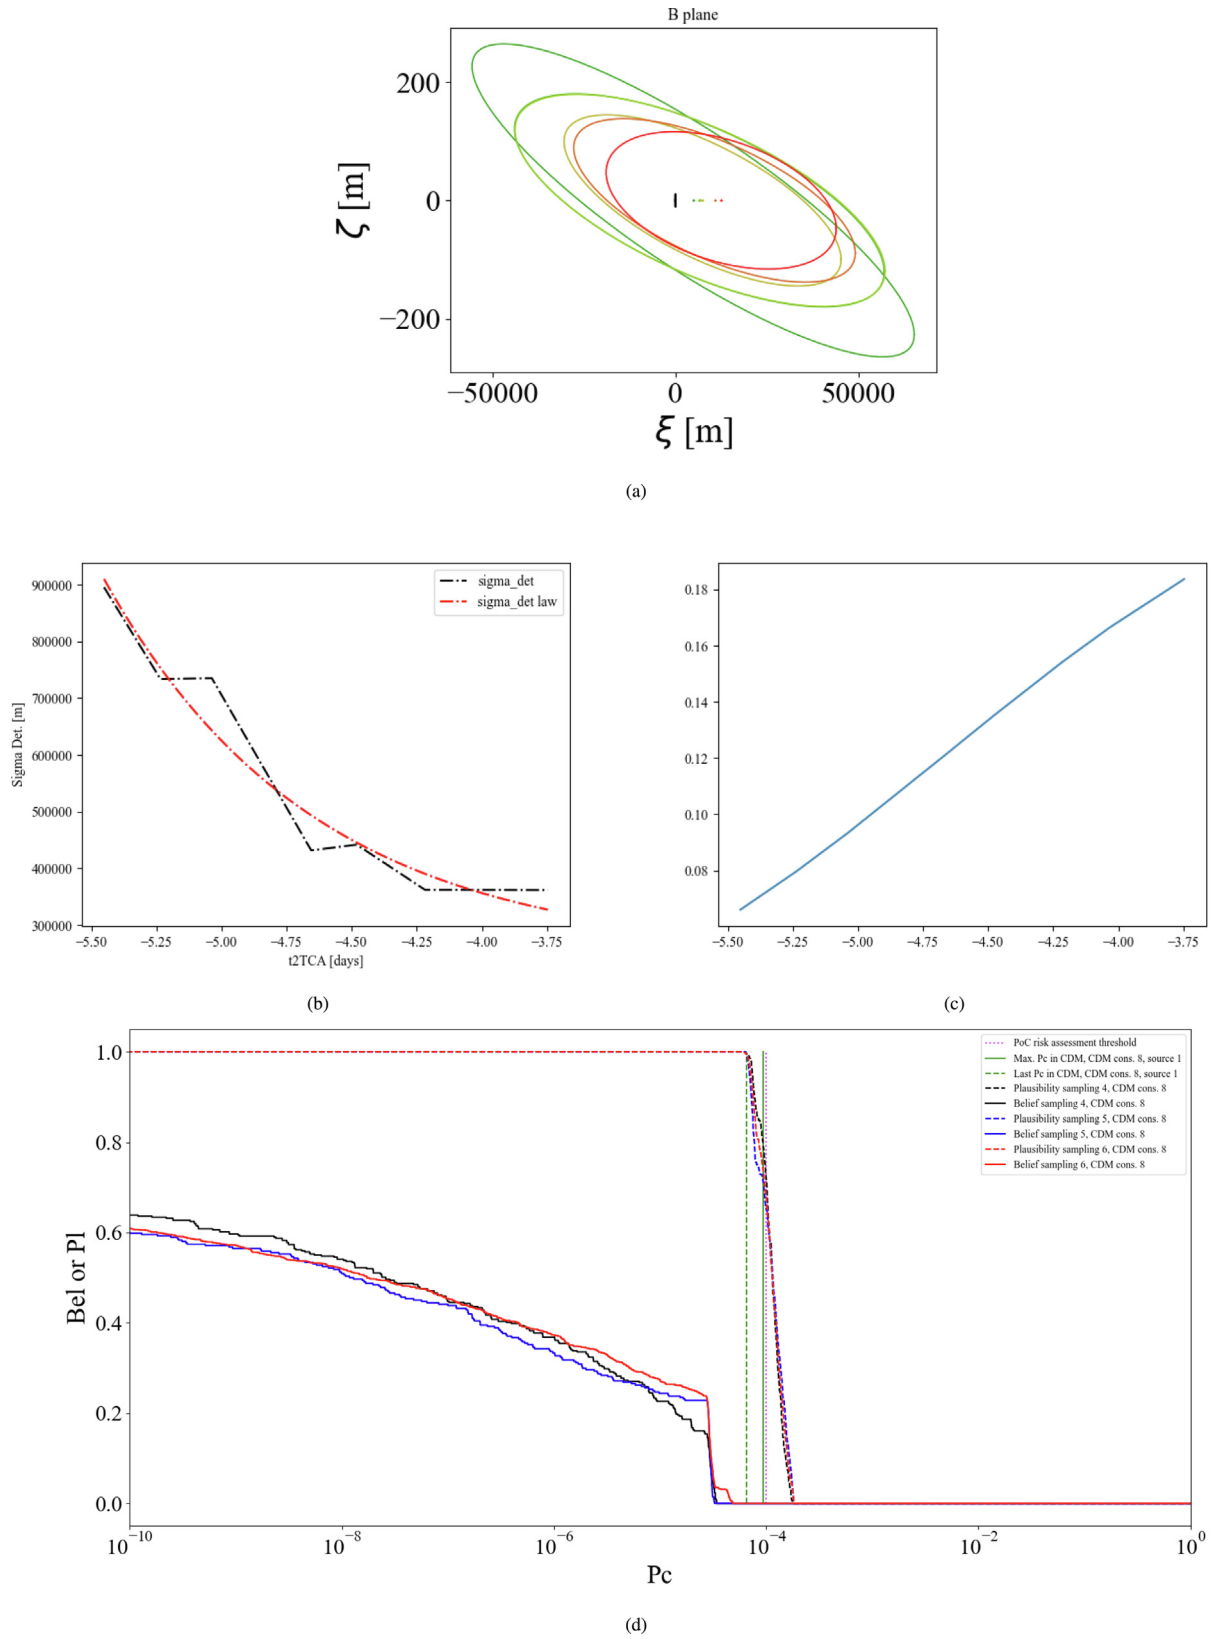 B plane
200
0
−200
ζ [m]
−50000
0
50000
ξ [m]
(a)
900000
800000
700000
600000
500000
400000
300000
Sigma Det. [m]
sigma_det
sigma_det law
−5.50
−5.25
−5.00
−4.75
−4.50
−4.25
−4.00
−3.75
t2TCA [days]
(b)
0.18
0.16
0.14
0.12
0.10
0.08
−5.50
−5.25
−5.00
−4.75
−4.50
−4.25
−4.00
−3.75
(c)
1.0
0.8
0.6
0.4
0.2
0.0
Bel or Pl
PoC risk assessment threshold
Max. Pc in CDM, CDM cons. 8, source 1
Last Pc in CDM, CDM cons. 8, source 1
Plausibility sampling 4, CDM cons. 8
Belief sampling 4, CDM cons. 8
Plausibility sampling 5, CDM cons. 8
Belief sampling 5, CDM cons. 8
Plausibility sampling 6, CDM cons. 8
Belief sampling 6, CDM cons. 8
10⁻¹⁰
10⁻⁸
10⁻⁶
10⁻⁴
10⁻²
10⁰
Pc
(d)